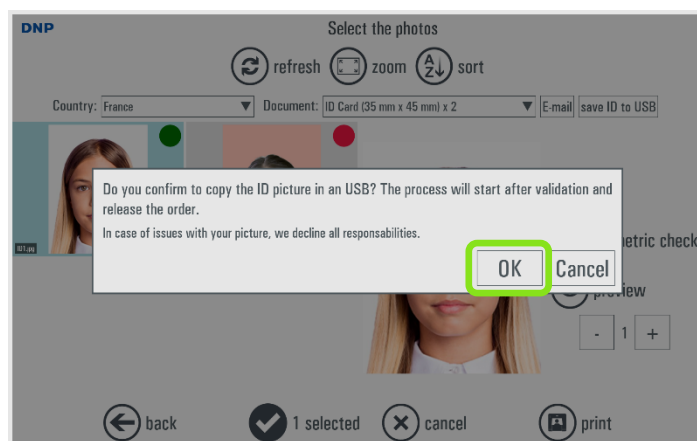 DNP
Select the photos
refresh zoom sort
Country: France Document: ID Card (35 mm x 45 mm) x 2 E-mail save ID to USB
Do you confirm to copy the ID picture in an USB? The process will start after validation and
release the order.
In case of issues with your picture, we decline all responsabilities.
OK Cancel
etric check
preview
- 1 +
back 1 selected cancel print